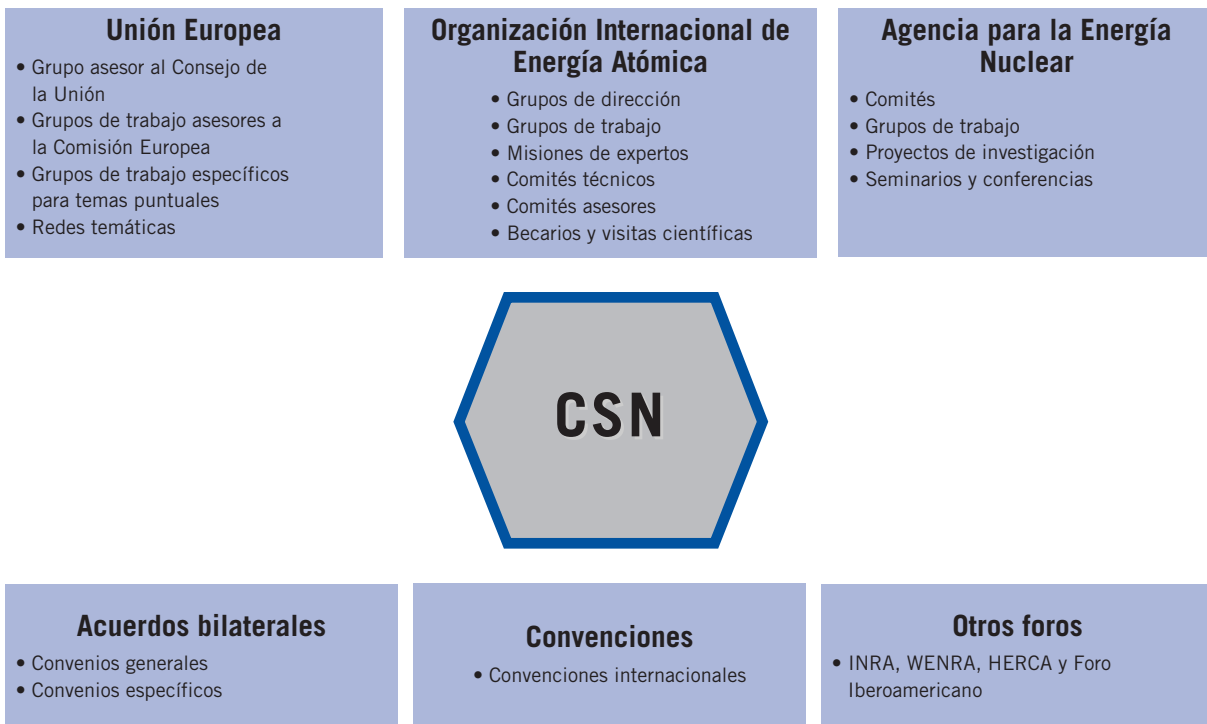 Unión Europea
• Grupo asesor al Consejo de
la Unión
• Grupos de trabajo asesores a
la Comisión Europea
• Grupos de trabajo específicos
para temas puntuales
• Redes temáticas
Organización Internacional de
Energía Atómica
• Grupos de dirección
• Grupos de trabajo
• Misiones de expertos
• Comités técnicos
• Comités asesores
• Becarios y visitas científicas
Agencia para la Energía
Nuclear
• Comités
• Grupos de trabajo
• Proyectos de investigación
• Seminarios y conferencias
CSN
Acuerdos bilaterales
• Convenios generales
• Convenios específicos
Convenciones
• Convenciones internacionales
Otros foros
• INRA, WENRA, HERCA y Foro
Iberoamericano